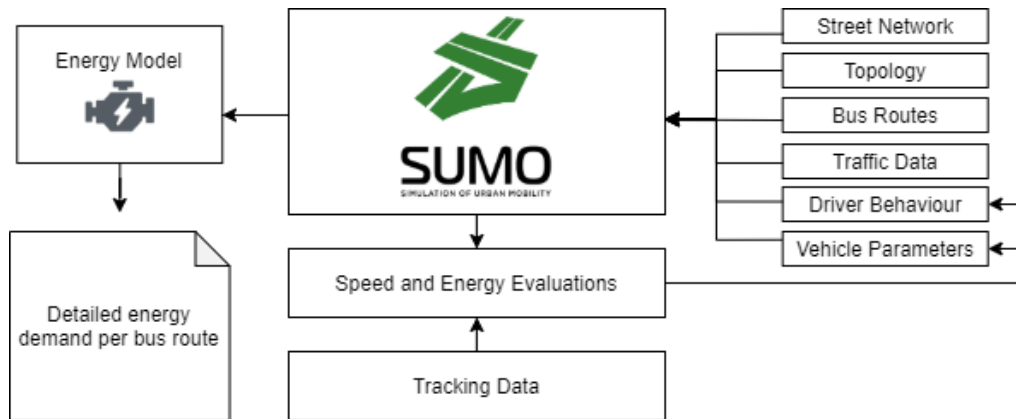 Energy Model
SUMO
SIMULATION OF URBAN MOBILITY
Street Network
Topology
Bus Routes
Traffic Data
Driver Behaviour
Vehicle Parameters
Speed and Energy Evaluations
Detailed energy
demand per bus route
Tracking Data